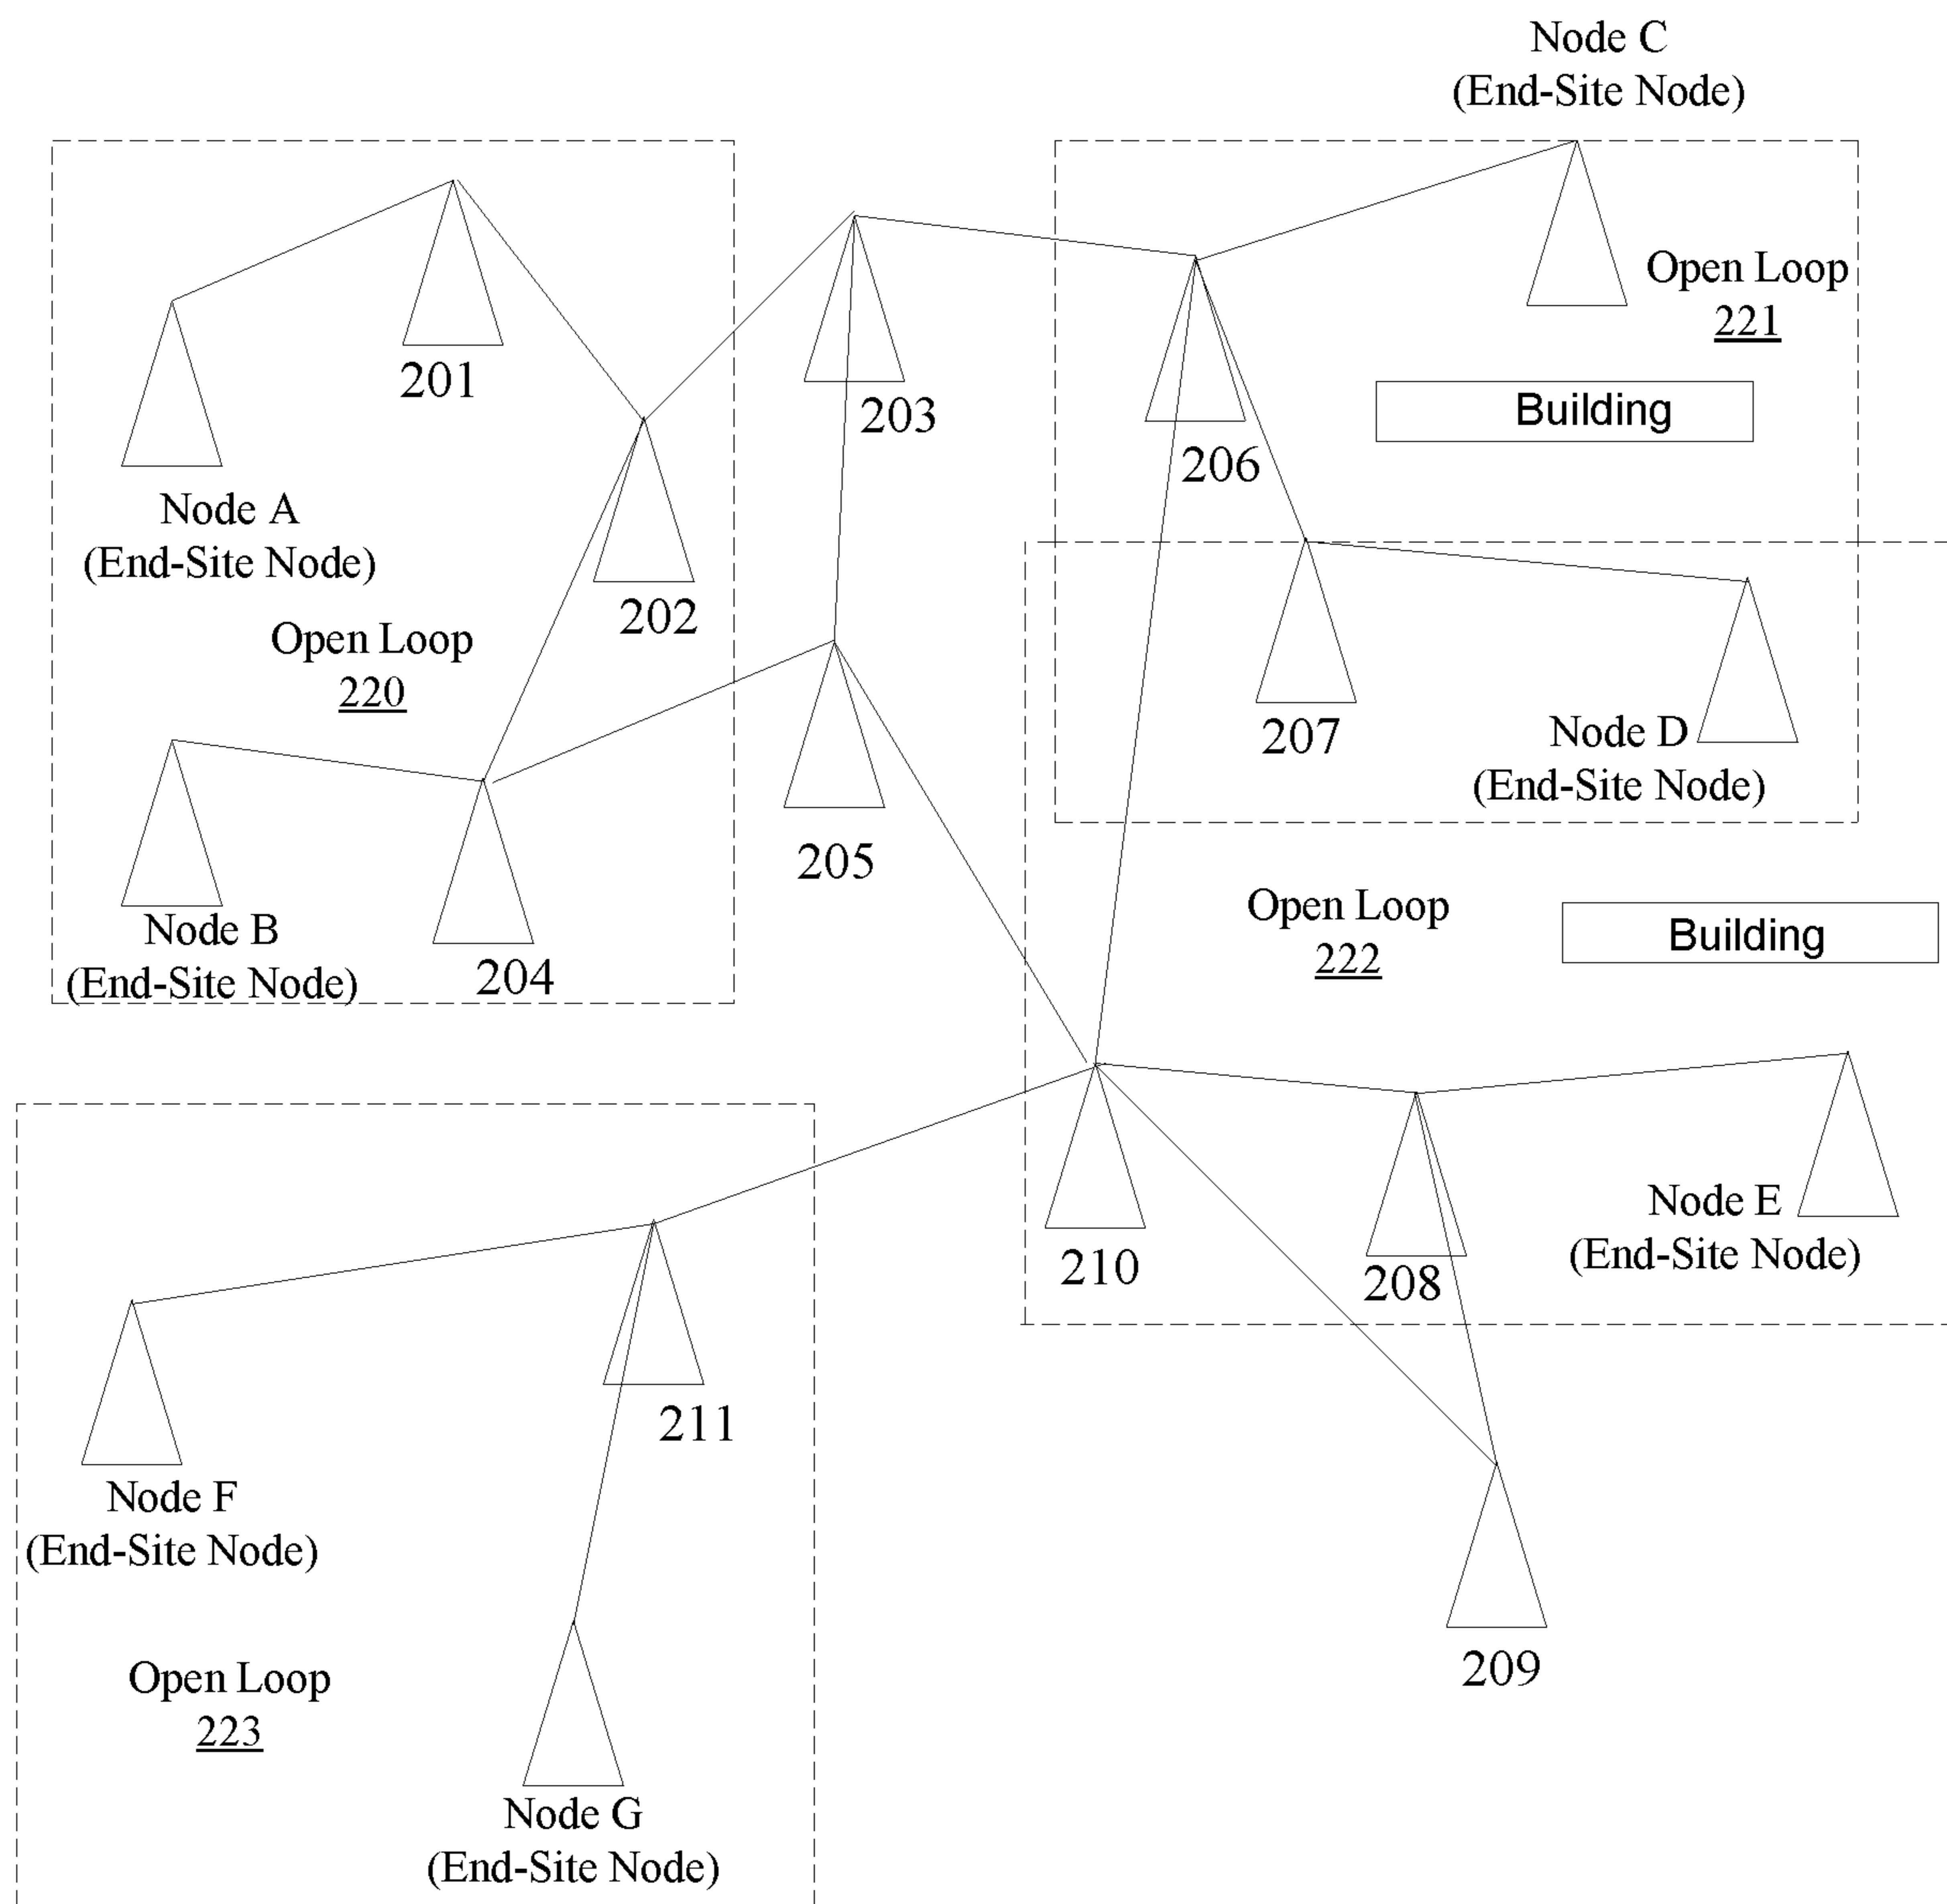 Node C
(End-Site Node)
Open Loop
221
201
203
Building
206
Node A
(End-Site Node)
202
Open Loop
220
207
Node D
(End-Site Node)
205
Open Loop
222
Building
Node B
(End-Site Node)
204
Node E
(End-Site Node)
210
208
211
Node F
(End-Site Node)
209
Open Loop
223
Node G
(End-Site Node)